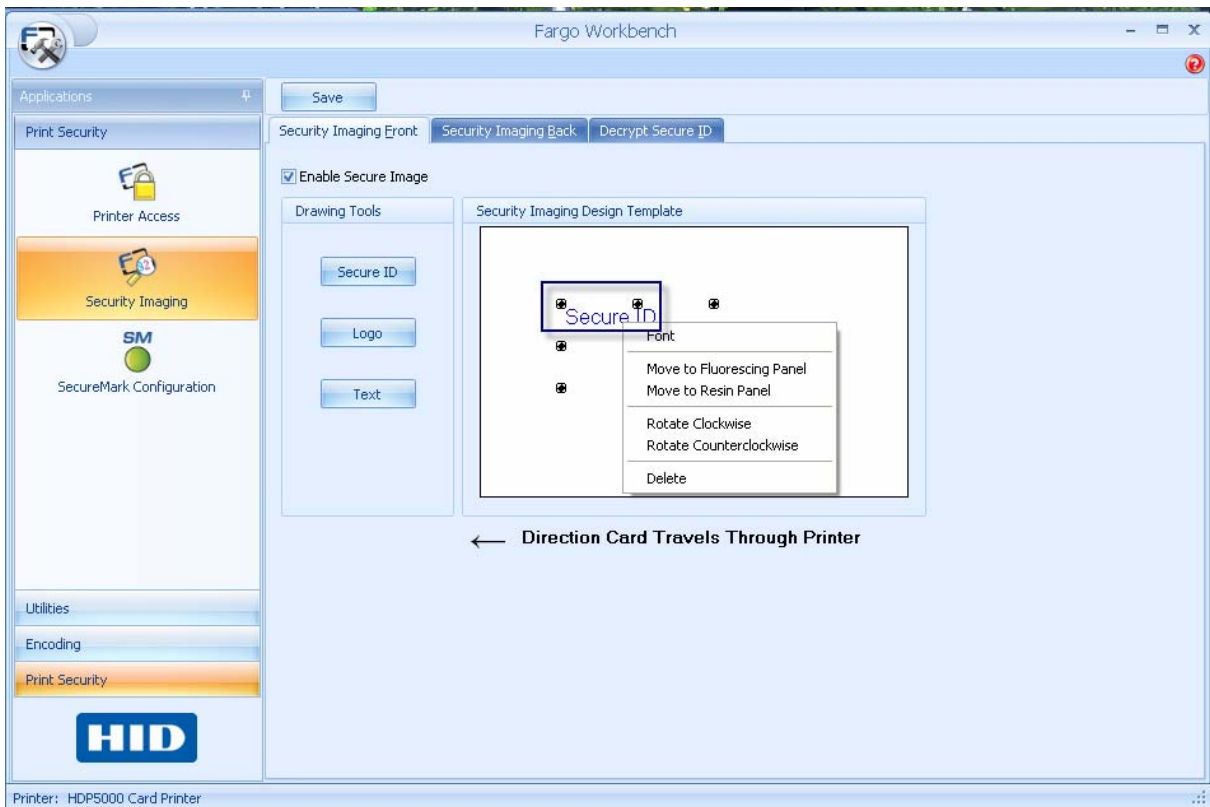 Fargo Workbench
Applications
Save
Print Security
Security Imaging Front
Security Imaging Back
Decrypt Secure ID
Printer Access
Security Imaging
SM
SecureMark Configuration
Enable Secure Image
Drawing Tools
Secure ID
Logo
Text
Security Imaging Design Template
Secure ID
Font
Move to Fluorescing Panel
Move to Resin Panel
Rotate Clockwise
Rotate Counterclockwise
Delete
← Direction Card Travels Through Printer
Utilities
Encoding
Print Security
HID
Printer: HDP5000 Card Printer